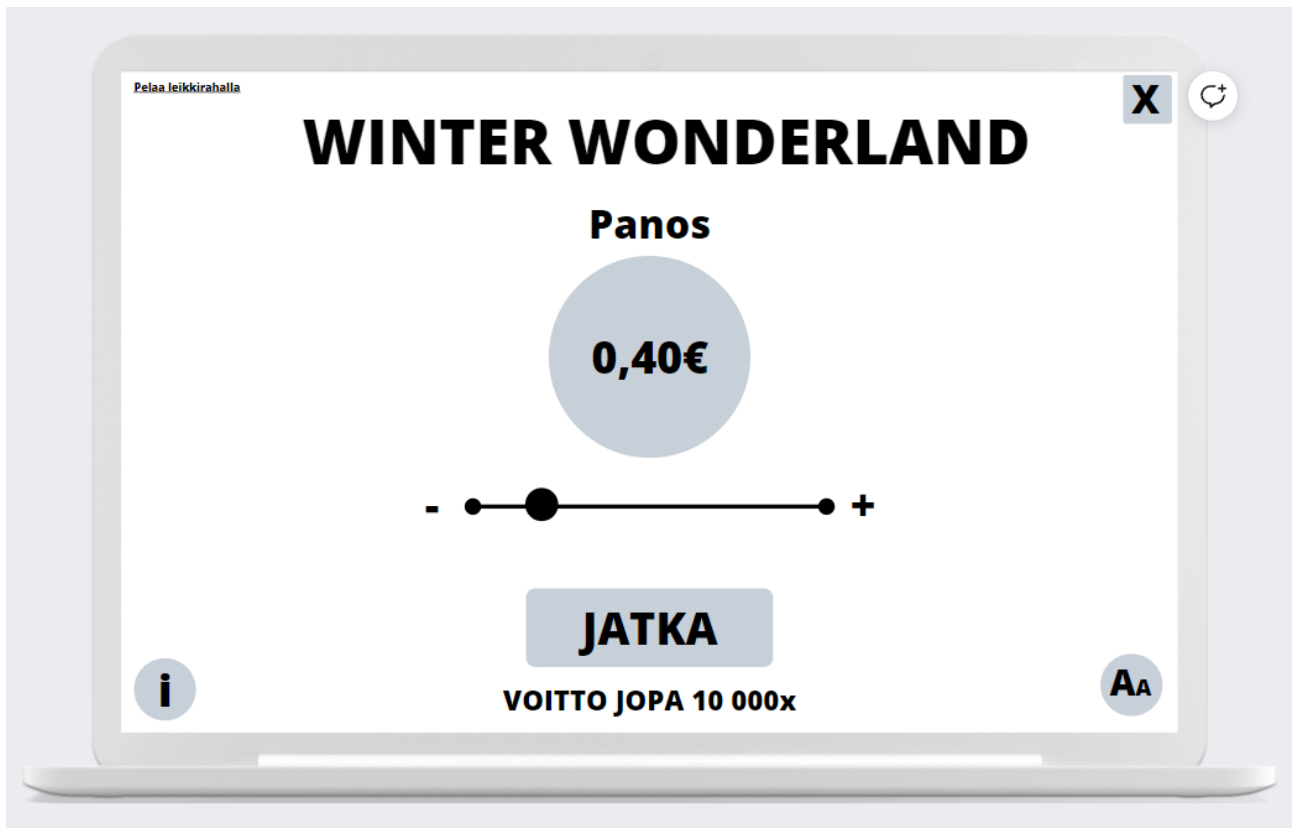 Pelaa leikkirahalla
X
WINTER WONDERLAND
Panos
0,40€
- +
JATKA
i
AA
VOITTO JOPA 10 000x